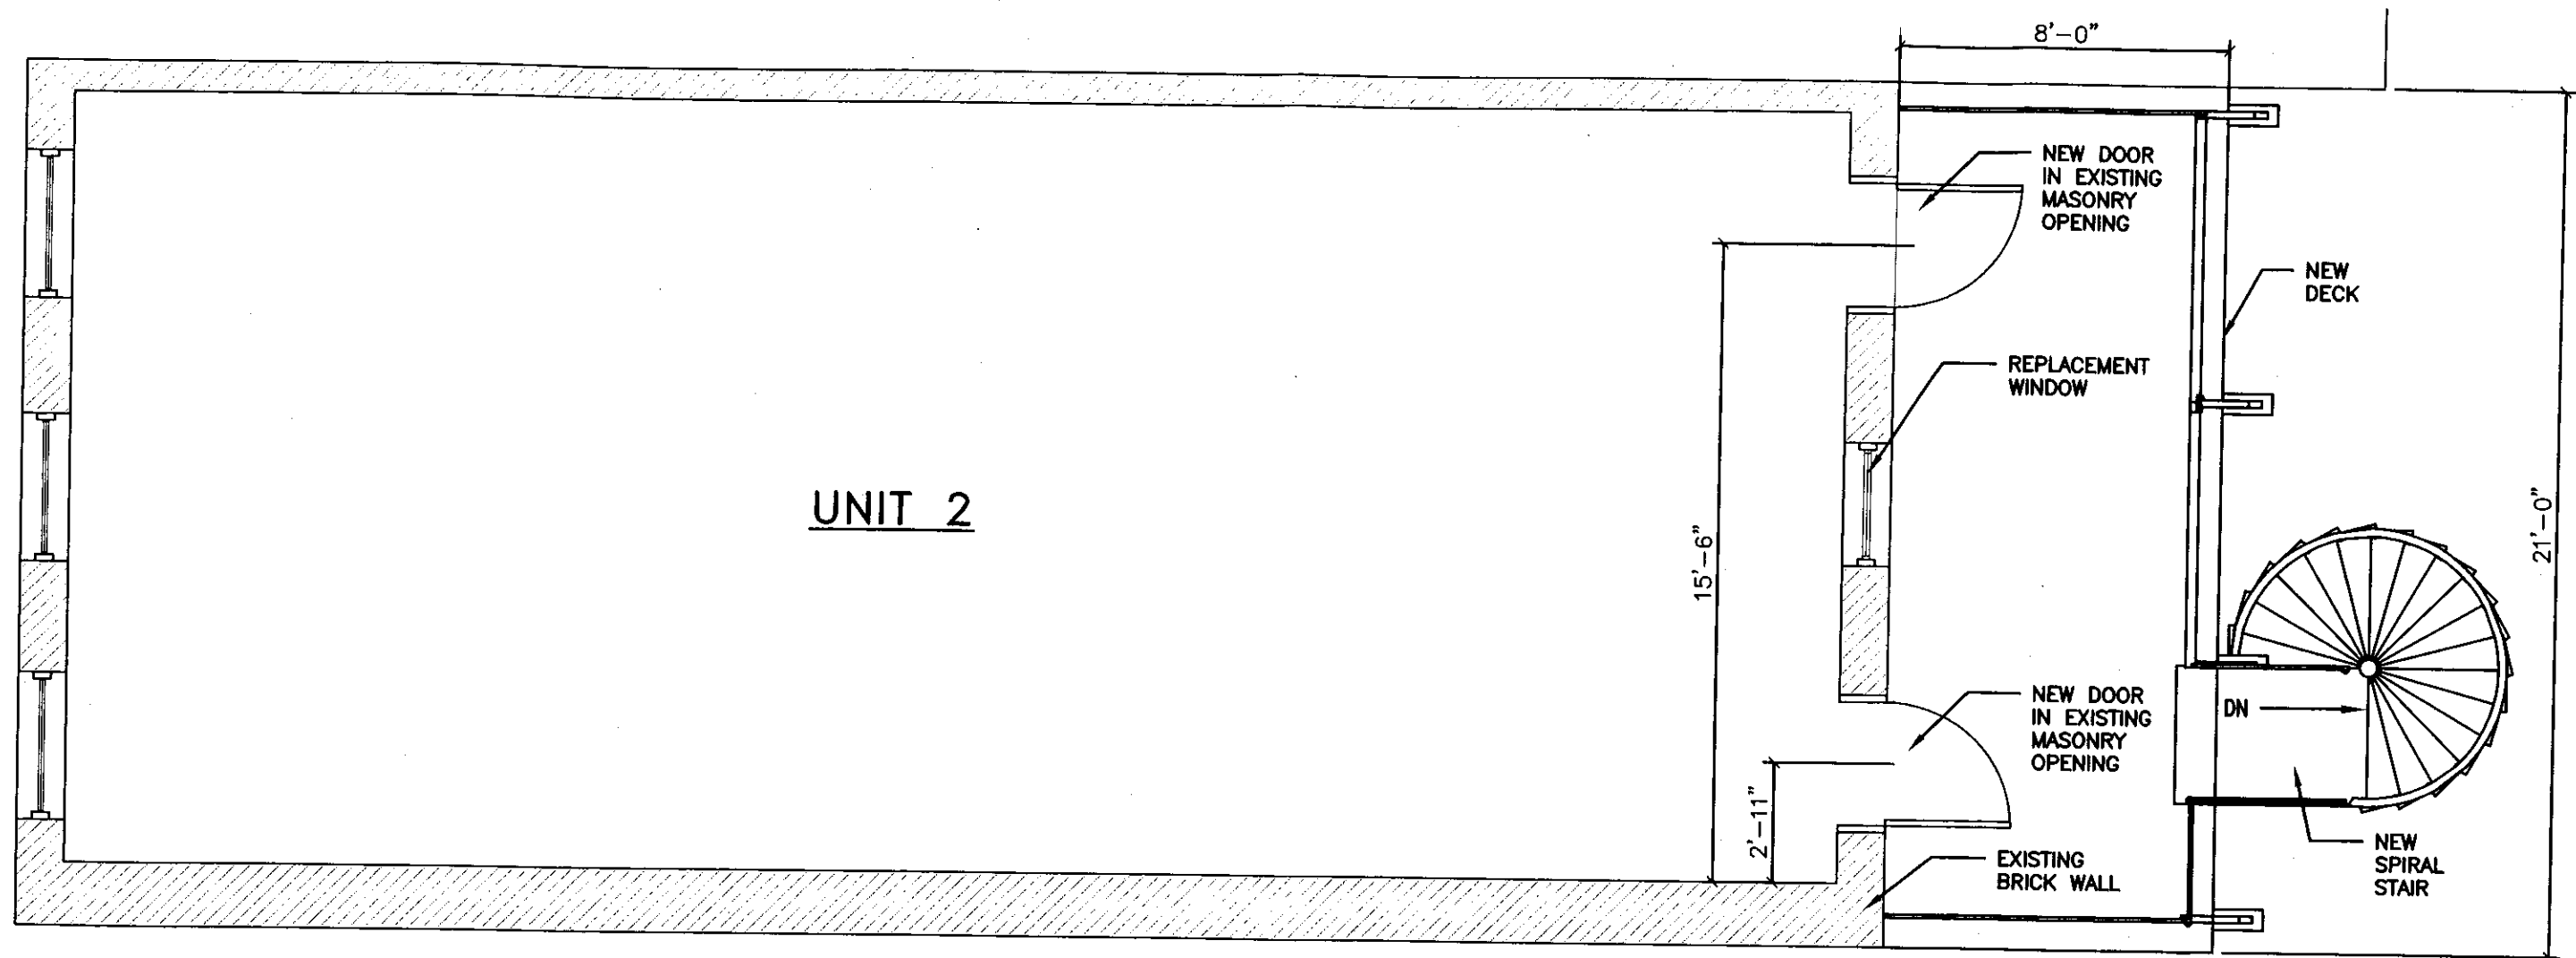 8'-0"
NEW DOOR
IN EXISTING
MASONRY
OPENING
NEW
DECK
REPLACEMENT
WINDOW
UNIT 2
15'-6"
21'-0"
NEW DOOR
IN EXISTING
MASONRY
OPENING
DN
2'-11"
EXISTING
BRICK WALL
NEW
SPIRAL
STAIR